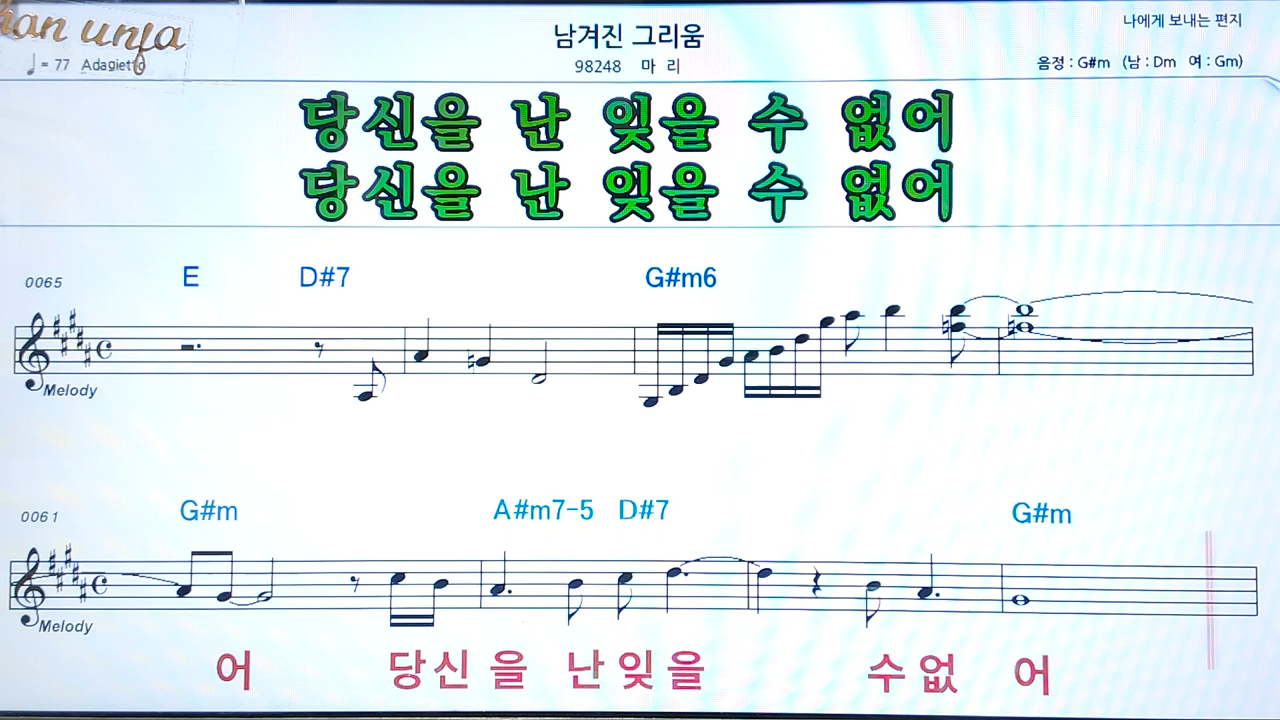 남겨진 그리움
나에게 보내는 편지
♩ = 77 Adagietto
98248 마 리
음정 : G#m (남 : Dm 여 : Gm)
당신을 난 잊을 수 없어
당신을 난 잊을 수 없어
0065 E D#7 G#m6
Melody
0061 G#m A#m7-5 D#7 G#m
Melody
어 당신 을 난 잊 을 수 없 어